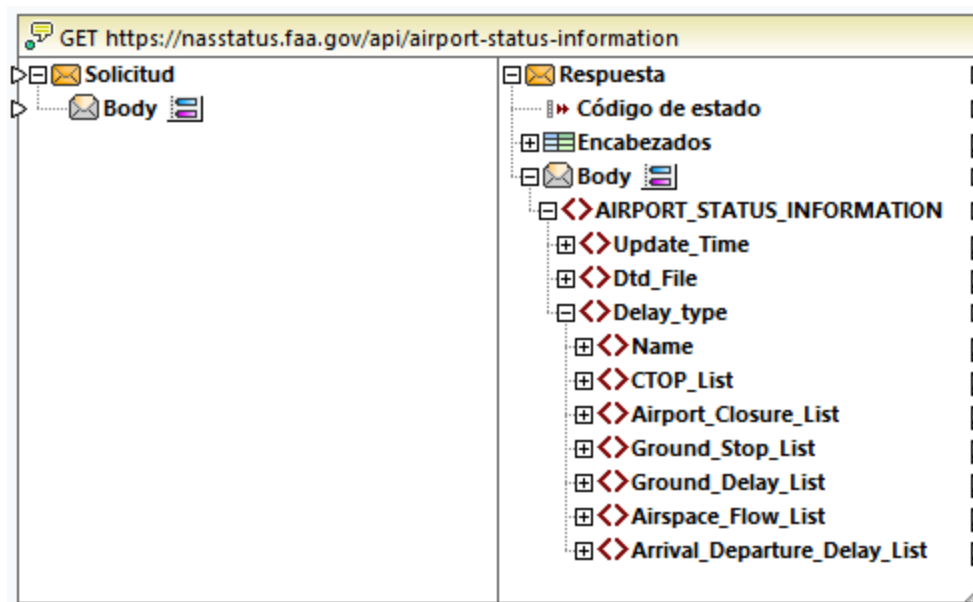 GET https://nasstatus.faa.gov/api/airport-status-information
Solicitud
Body
Respuesta
Código de estado
Encabezados
Body
AIRPORT_STATUS_INFORMATION
Update_Time
Dtd_File
Delay_type
Name
CTOP_List
Airport_Closure_List
Ground_Stop_List
Ground_Delay_List
Airspace_Flow_List
Arrival_Departure_Delay_List